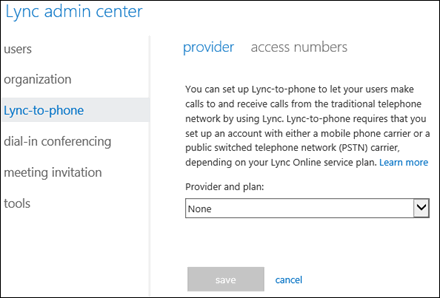 Lync admin center
users
organization
Lync-to-phone
dial-in conferencing
meeting invitation
tools
provider access numbers
You can set up Lync-to-phone to let your users make
calls to and receive calls from the traditional telephone
network by using Lync. Lync-to-phone requires that you
set up an account with either a mobile phone carrier or a
public switched telephone network (PSTN) carrier,
depending on your Lync Online service plan. Learn more
Provider and plan:
None
save cancel